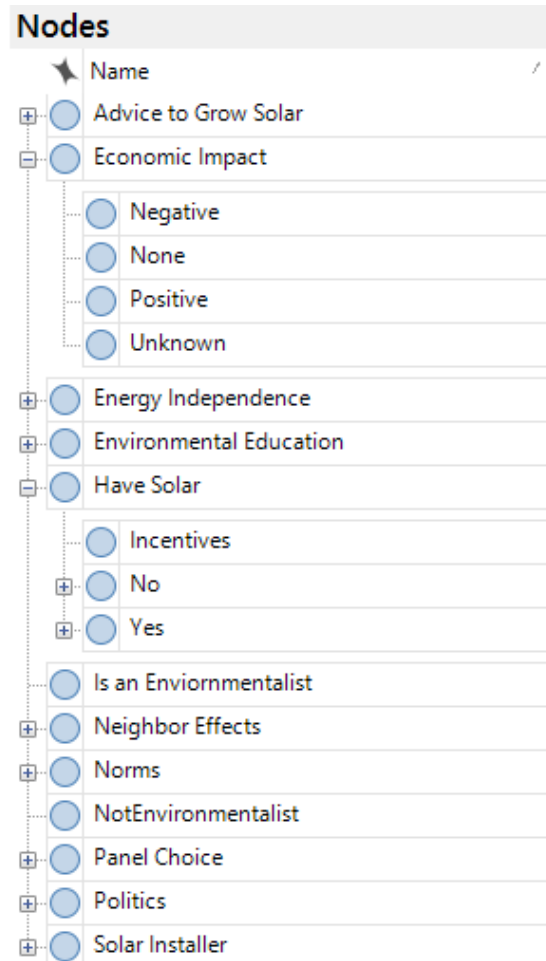 Nodes
Name
Advice to Grow Solar
Economic Impact
Negative
None
Positive
Unknown
Energy Independence
Environmental Education
Have Solar
Incentives
No
Yes
Is an Enviornmentalist
Neighbor Effects
Norms
NotEnvironmentalist
Panel Choice
Politics
Solar Installer